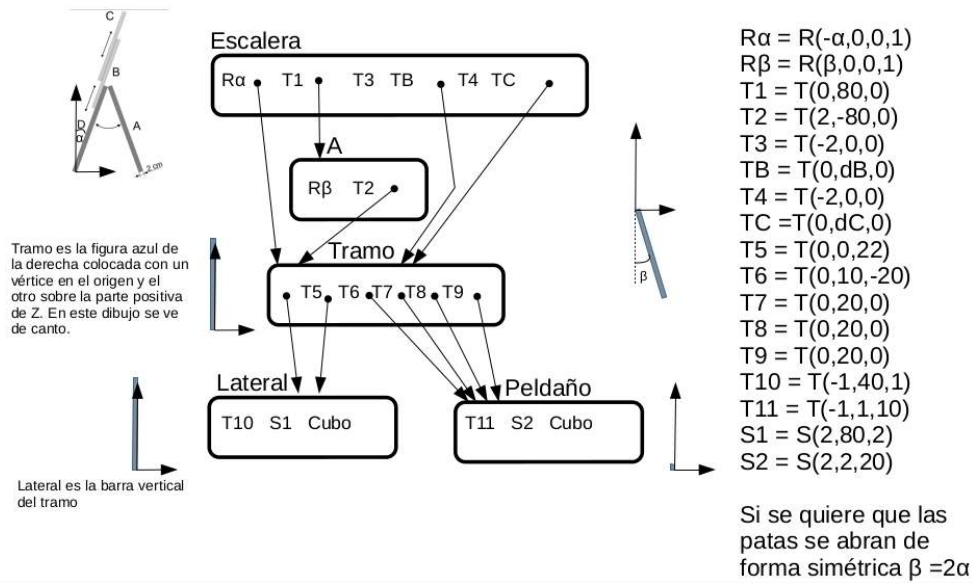 C
B
D
α
A
2 cm
Escalera
Rα T1 T3 TB T4 TC
A
Rβ T2
Tramo
T5 T6 T7 T8 T9
Tramo es la figura azul de
la derecha colocada con un
vértice en el origen y el
otro sobre la parte positiva
de Z. En este dibujo se ve
de canto.
β
Lateral
T10 S1 Cubo
Peldaño
T11 S2 Cubo
Lateral es la barra vertical
del tramo
Rα = R(-α,0,0,1)
Rβ = R(β,0,0,1)
T1 = T(0,80,0)
T2 = T(2,-80,0)
T3 = T(-2,0,0)
TB = T(0,dB,0)
T4 = T(-2,0,0)
TC =T(0,dC,0)
T5 = T(0,0,22)
T6 = T(0,10,-20)
T7 = T(0,20,0)
T8 = T(0,20,0)
T9 = T(0,20,0)
T10 = T(-1,40,1)
T11 = T(-1,1,10)
S1 = S(2,80,2)
S2 = S(2,2,20)
Si se quiere que las
patas se abran de
forma simétrica β =2α